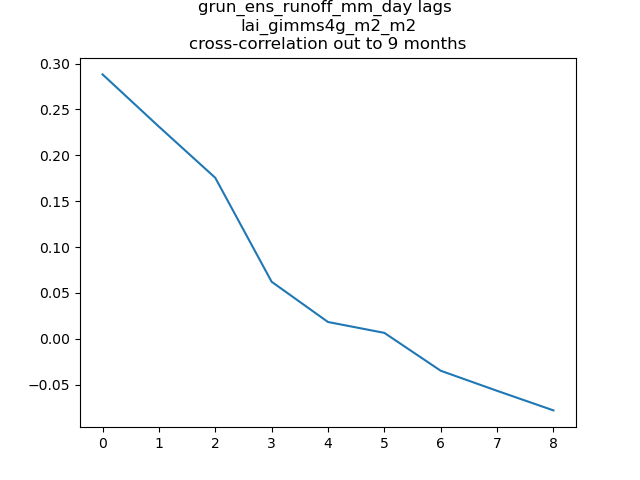 grun_ens_runoff_mm_day lags
lai_gimms4g_m2_m2
cross-correlation out to 9 months
0.30
0.25
0.20
0.15
0.10
0.05
0.00
−0.05
0 1 2 3 4 5 6 7 8